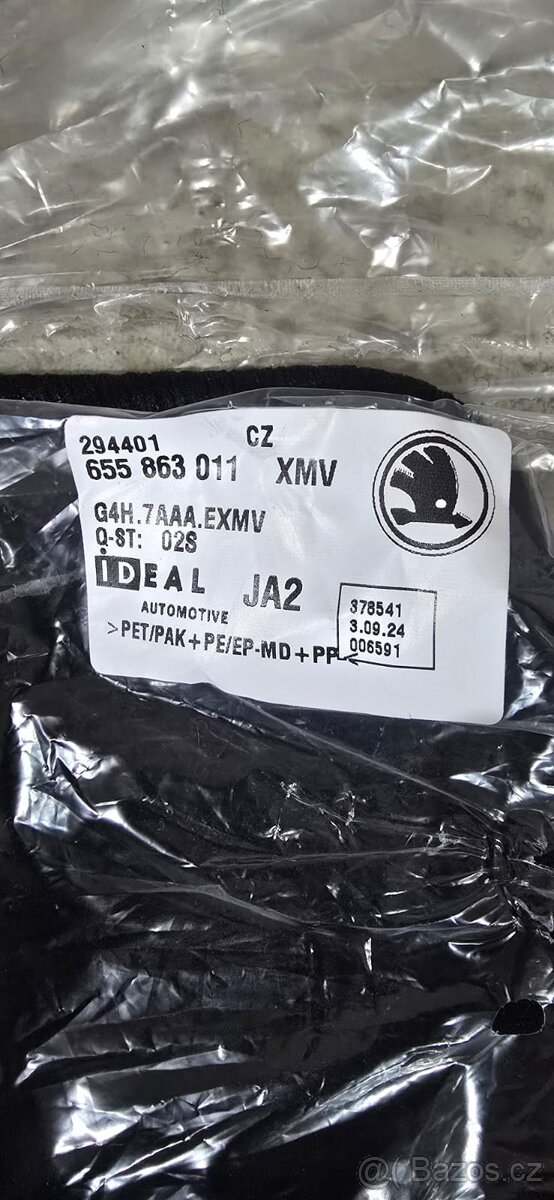 294401 CZ
655 863 011 XMV
G4H.7AAA.EXMV
Q-ST: 02S
iDEAL JA2
AUTOMOTIVE
>PET/PAK+PE/EP-MD+PP<
378541
3.09.24
006591
Bazos.cz